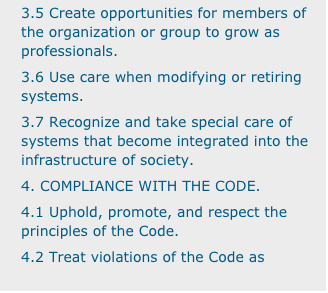 3.5 Create opportunities for members of
the organization or group to grow as
professionals.
3.6 Use care when modifying or retiring
systems.
3.7 Recognize and take special care of
systems that become integrated into the
infrastructure of society.
4. COMPLIANCE WITH THE CODE.
4.1 Uphold, promote, and respect the
principles of the Code.
4.2 Treat violations of the Code as